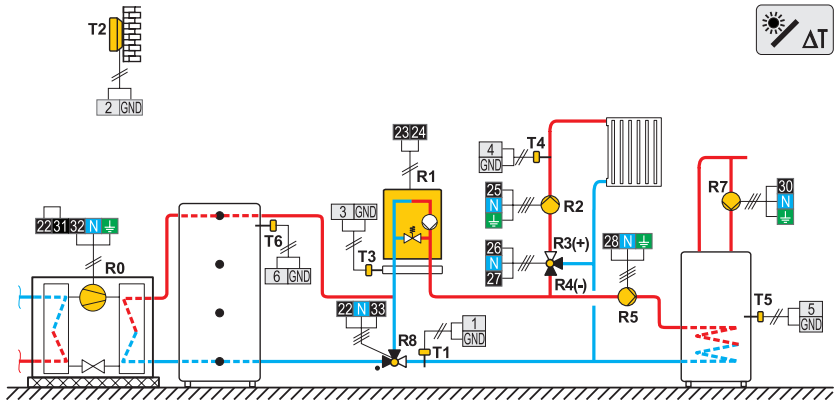 T2
2 GND
ΔT
23 24
R1
4
GND
T4
25
N
R2
R7
30
N
3 GND
T3
22 31 32 N
R0
T6
6 GND
26
N
27
R3(+)
R4(-)
28 N
R5
T5
5
GND
22 N 33
R8
T1
1
GND